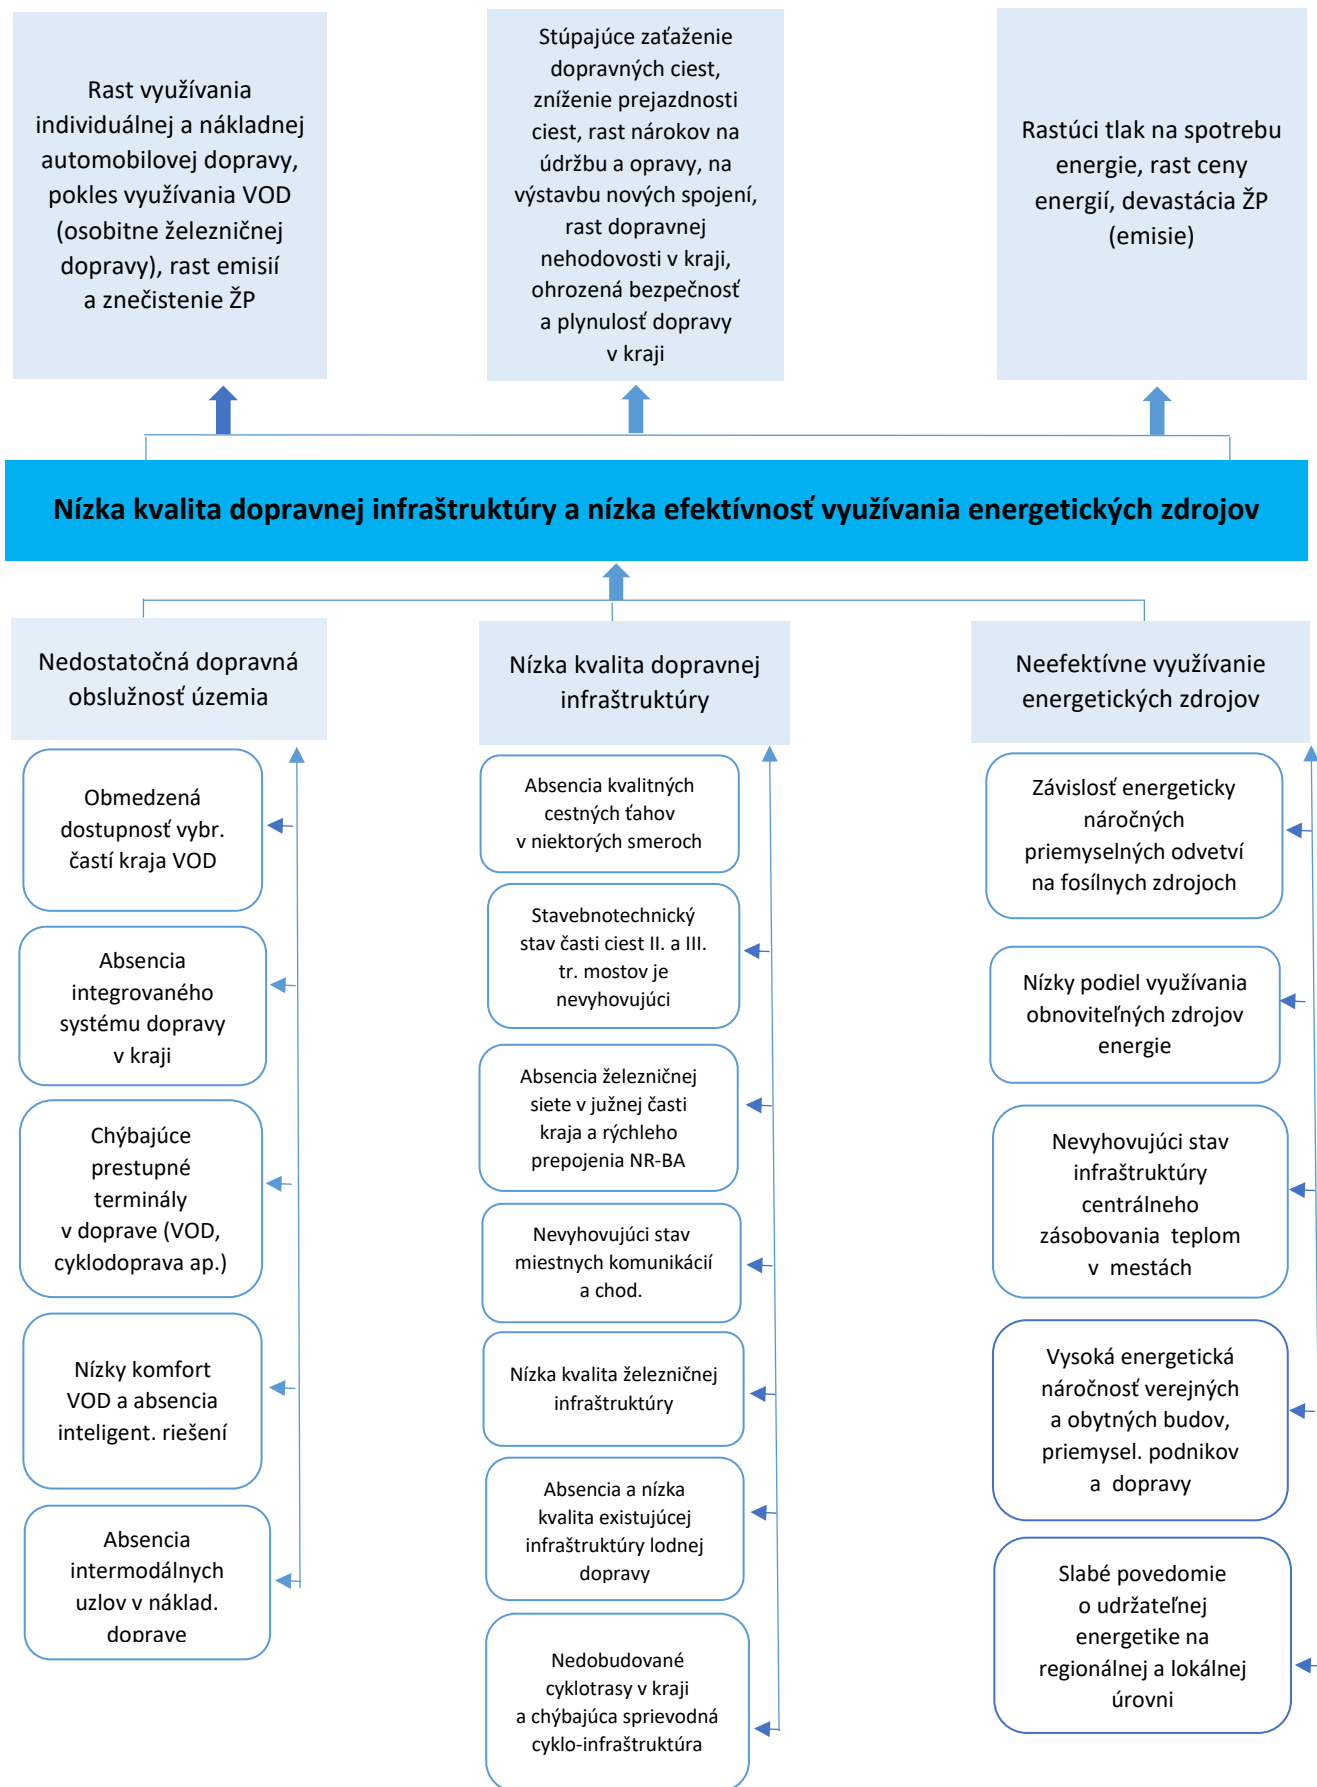 Rast využívania
individuálnej a nákladnej
automobilovej dopravy,
pokles využívania VOD
(osobitne železničnej
dopravy), rast emisií
a znečistenie ŽP
Stúpajúce zaťaženie
dopravných ciest,
zníženie prejazdnosti
ciest, rast nárokov na
údržbu a opravy, na
výstavbu nových spojení,
rast dopravnej
nehodovosti v kraji,
ohrozená bezpečnosť
a plynulosť dopravy
v kraji
Rastúci tlak na spotrebu
energie, rast ceny
energií, devastácia ŽP
(emisie)
Nízka kvalita dopravnej infraštruktúry a nízka efektívnosť využívania energetických zdrojov
Nedostatočná dopravná
obslužnosť územia
Obmedzená
dostupnosť vybr.
častí kraja VOD
Absencia
integrovaného
systému dopravy
v kraji
Chýbajúce
prestupné
terminály
v doprave (VOD,
cyklodoprava ap.)
Nízky komfort
VOD a absencia
inteligent. riešení
Absencia
intermodálnych
uzlov v náklad.
doprave
Nízka kvalita dopravnej
infraštruktúry
Absencia kvalitných
cestných ťahov
v niektorých smeroch
Stavebnotechnický
stav časti ciest II. a III.
tr. mostov je
nevyhovujúci
Absencia železničnej
siete v južnej časti
kraja a rýchleho
prepojenia NR-BA
Nevyhovujúci stav
miestnych komunikácií
a chod.
Nízka kvalita železničnej
infraštruktúry
Absencia a nízka
kvalita existujúcej
infraštruktúry lodnej
dopravy
Nedobudované
cyklotrasy v kraji
a chýbajúca sprievodná
cyklo-infraštruktúra
Neefektívne využívanie
energetických zdrojov
Závislosť energeticky
náročných
priemyselných odvetví
na fosílnych zdrojoch
Nízky podiel využívania
obnoviteľných zdrojov
energie
Nevyhovujúci stav
infraštruktúry
centrálneho
zásobovania  teplom
v  mestách
Vysoká energetická
náročnosť verejných
a obytných budov,
priemysel. podnikov
a  dopravy
Slabé povedomie
o udržateľnej
energetike na
regionálnej a lokálnej
úrovni